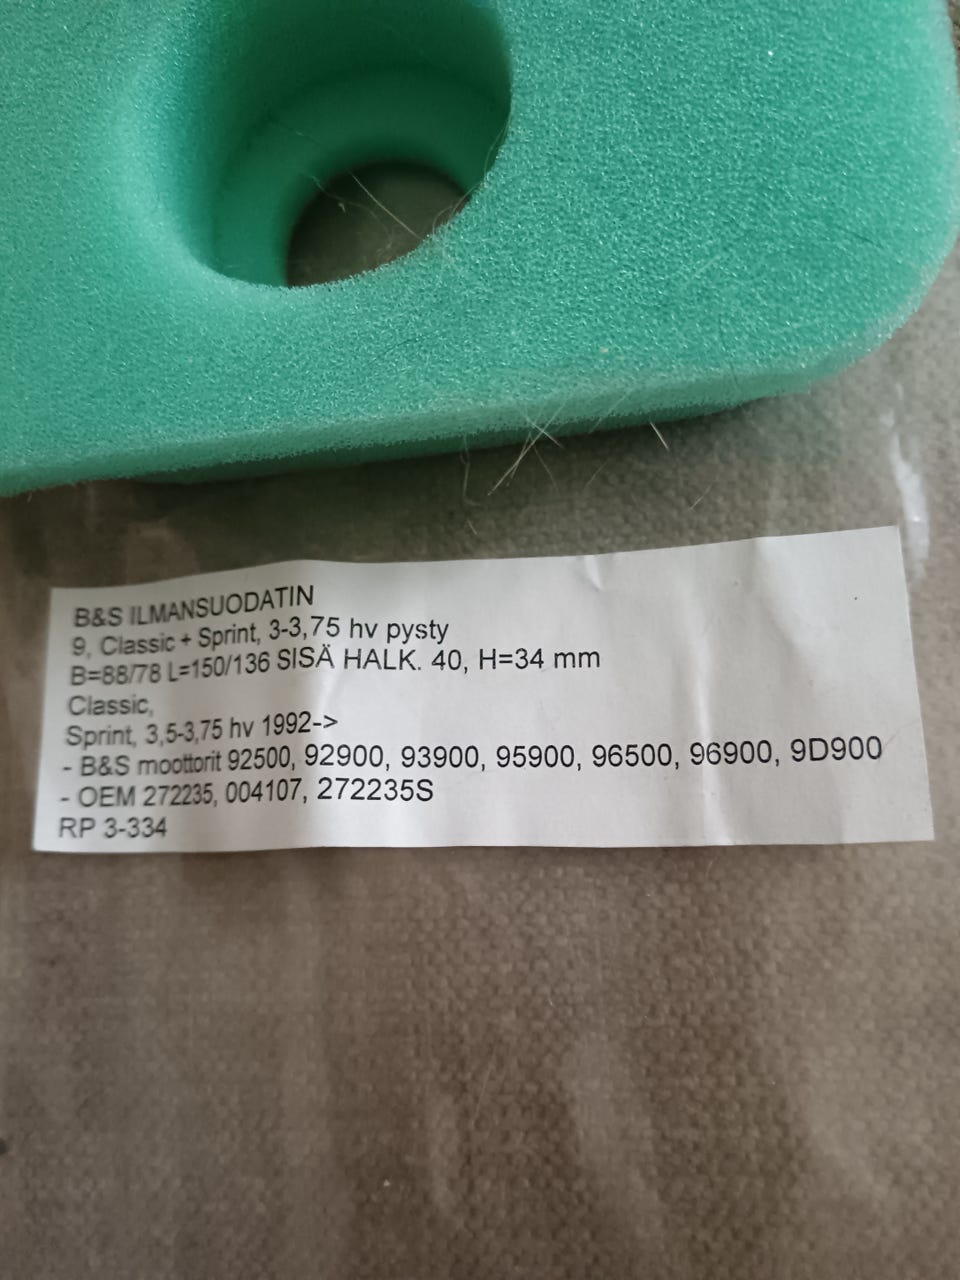 B&S ILMANSUODATIN
9, Classic + Sprint, 3-3,75 hv pysty
B=88/78 L=150/136 SISÄ HALK. 40, H=34 mm
Classic,
Sprint, 3,5-3,75 hv 1992->
- B&S moottorit 92500, 92900, 93900, 95900, 96500, 96900, 9D900
- OEM 272235, 004107, 272235S
RP 3-334